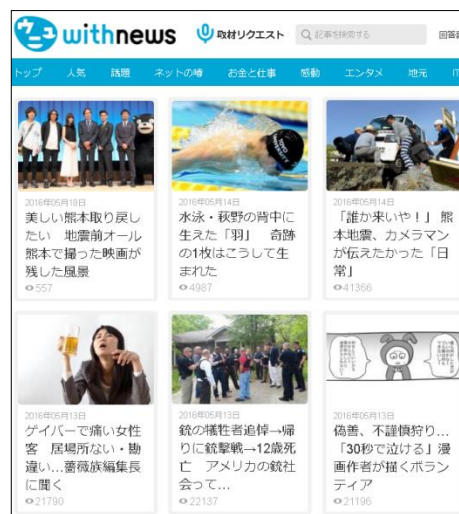 ウニュ withnews 取材リクエスト 記事を検索する
トップ 人気 話題 ネットの噂 お金と仕事 感動 エンタメ 地元
2016年05月18日
美しい熊本取り戻し
たい 地震前オール
熊本で撮った映画が
残した風景
557
2016年05月14日
水泳・萩野の背中に
生えた「羽」 奇跡
の1枚はこうして生
まれた
4987
2016年05月14日
「誰か来いや!」 熊
本地震、カメラマン
が伝えたかった「日
常」
41366
2016年05月13日
ゲイバーで痛い女性
客 居場所ない・勘
違い…薔薇族編集長
に聞く
21790
2016年05月13日
銃の犠牲者追悼→帰
りに銃撃戦→12歳死
亡 アメリカの銃社
会って…
22137
2016年05月13日
偽善、不謹慎狩り…
「30秒で泣ける」漫
画作者が描くボラン
ティア
21196